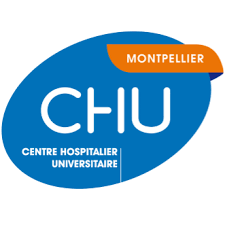 MONTPELLIER
CHU
CENTRE HOSPITALIER
UNIVERSITAIRE